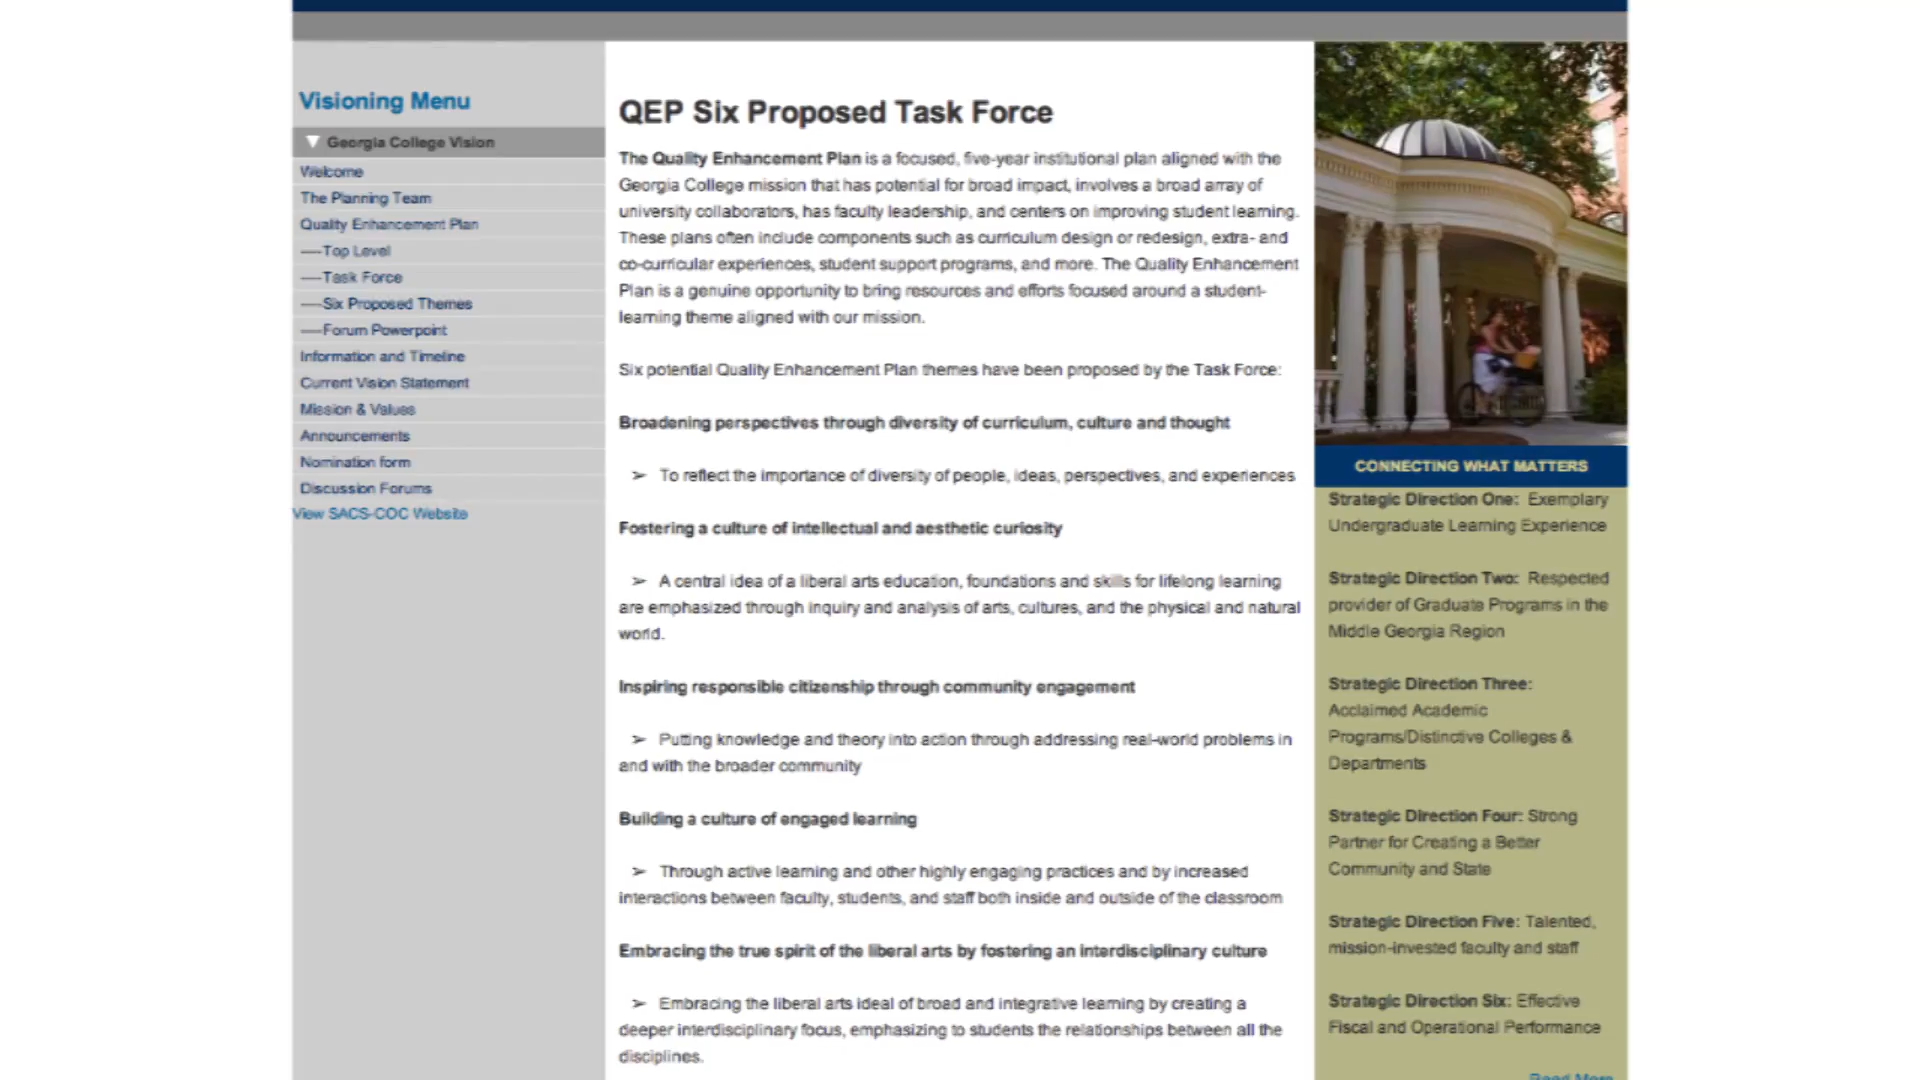 Visioning Menu
Georgia College Vision
Welcome
The Planning Team
Quality Enhancement Plan
----Top Level
----Task Force
----Six Proposed Themes
----Forum Powerpoint
Information and Timeline
Current Vision Statement
Mission & Values
Announcements
Nomination form
Discussion Forums
View SACS-COC Website
QEP Six Proposed Task Force
The Quality Enhancement Plan is a focused, five-year institutional plan aligned with the
Georgia College mission that has potential for broad impact, involves a broad array of
university collaborators, has faculty leadership, and centers on improving student learning.
These plans often include components such as curriculum design or redesign, extra- and
co-curricular experiences, student support programs, and more. The Quality Enhancement
Plan is a genuine opportunity to bring resources and efforts focused around a student-
learning theme aligned with our mission.
Six potential Quality Enhancement Plan themes have been proposed by the Task Force:
Broadening perspectives through diversity of curriculum, culture and thought
➢ To reflect the importance of diversity of people, ideas, perspectives, and experiences
Fostering a culture of intellectual and aesthetic curiosity
➢ A central idea of a liberal arts education, foundations and skills for lifelong learning
are emphasized through inquiry and analysis of arts, cultures, and the physical and natural
world.
Inspiring responsible citizenship through community engagement
➢ Putting knowledge and theory into action through addressing real-world problems in
and with the broader community
Building a culture of engaged learning
➢ Through active learning and other highly engaging practices and by increased
interactions between faculty, students, and staff both inside and outside of the classroom
Embracing the true spirit of the liberal arts by fostering an interdisciplinary culture
➢ Embracing the liberal arts ideal of broad and integrative learning by creating a
deeper interdisciplinary focus, emphasizing to students the relationships between all the
disciplines.
CONNECTING WHAT MATTERS
Strategic Direction One: Exemplary
Undergraduate Learning Experience
Strategic Direction Two: Respected
provider of Graduate Programs in the
Middle Georgia Region
Strategic Direction Three:
Acclaimed Academic
Programs/Distinctive Colleges &
Departments
Strategic Direction Four: Strong
Partner for Creating a Better
Community and State
Strategic Direction Five: Talented,
mission-invested faculty and staff
Strategic Direction Six: Effective
Fiscal and Operational Performance
Read More